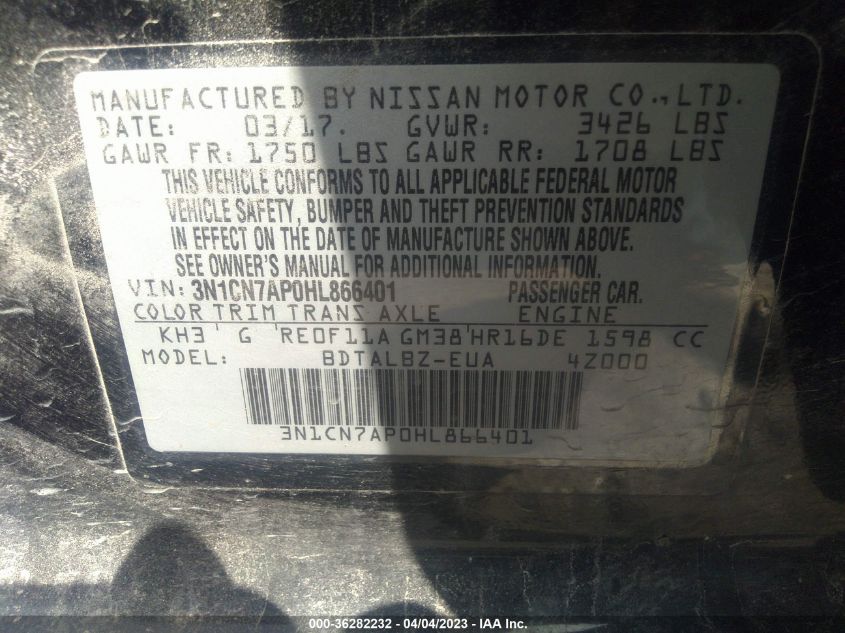 MANUFACTURED BY NISSAN MOTOR CO., LTD.
DATE: 03/17. GVWR: 3426 LBS
GAWR FR: 1750 LBS GAWR RR: 1708 LBS
THIS VEHICLE CONFORMS TO ALL APPLICABLE FEDERAL MOTOR
VEHICLE SAFETY, BUMPER AND THEFT PREVENTION STANDARDS
IN EFFECT ON THE DATE OF MANUFACTURE SHOWN ABOVE.
SEE OWNER'S MANUAL FOR ADDITIONAL INFORMATION.
VIN: 3N1CN7AP0HL866401 PASSENGER CAR.
COLOR TRIM TRANS AXLE ENGINE
KH3 ' G ' RE0F11A GM38 ' HR16DE 1598 CC
MODEL: BDTALBZ-EUA 4Z000
3N1CN7AP0HL866401
000-36282232 - 04/04/2023 - IAA Inc.